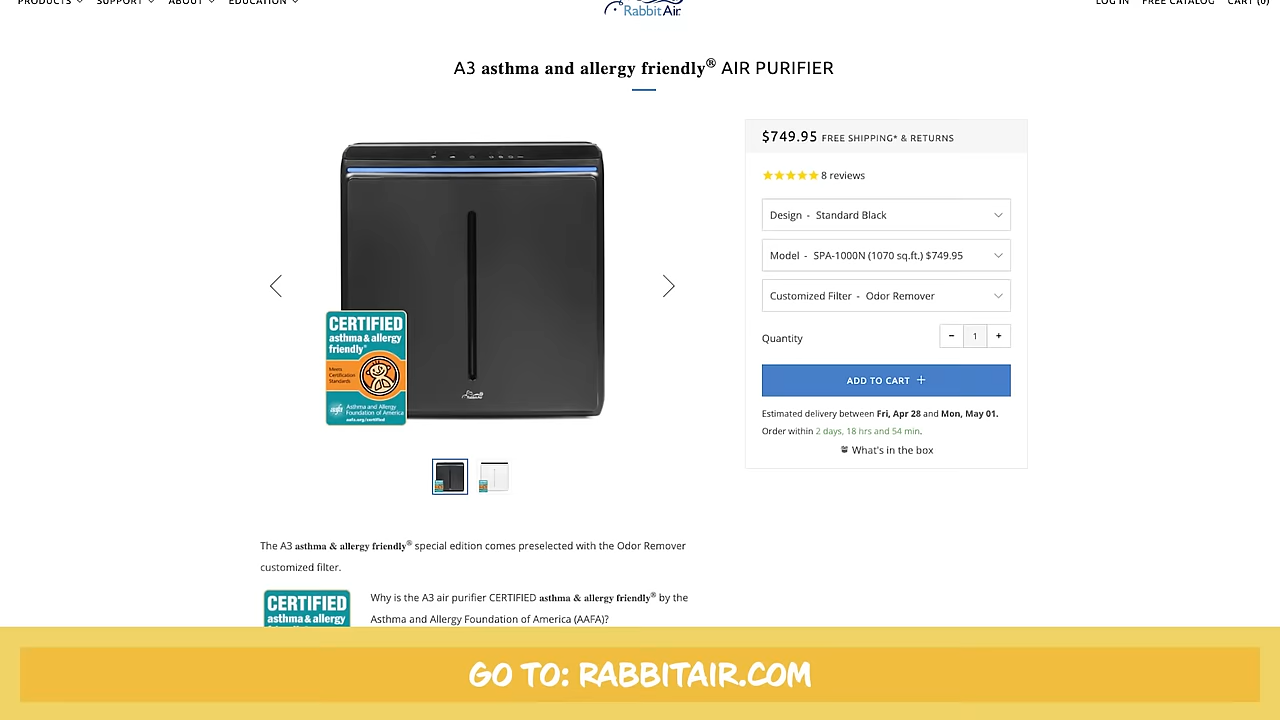 PRODUCTS SUPPORT ABOUT EDUCATION
RabbitAir
LOG IN FREE CATALOG CART (0)
A3 asthma and allergy friendly® AIR PURIFIER
$749.95 FREE SHIPPING* & RETURNS
8 reviews
Design - Standard Black
Model - SPA-1000N (1070 sq.ft.) $749.95
Customized Filter - Odor Remover
Quantity
− 1 +
ADD TO CART +
Estimated delivery between Fri, Apr 28 and Mon, May 01.
Order within 2 days, 18 hrs and 54 min.
What's in the box
CERTIFIED
asthma & allergy
friendly®
Meets
Certification
Standards
aafa
Asthma and Allergy
Foundation of America
aafa.org/certified
The A3 asthma & allergy friendly® special edition comes preselected with the Odor Remover
customized filter.
CERTIFIED
asthma & allergy
Why is the A3 air purifier CERTIFIED asthma & allergy friendly® by the
Asthma and Allergy Foundation of America (AAFA)?
GO TO: RABBITAIR.COM